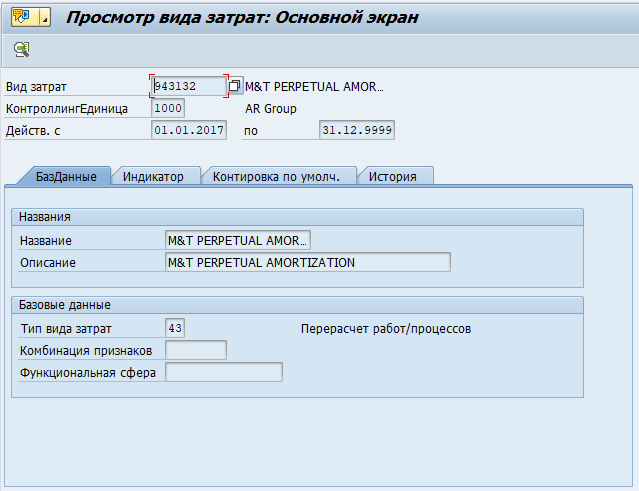 Просмотр вида затрат: Основной экран
Вид затрат 943132 M&T PERPETUAL AMOR...
КонтроллингЕдиница 1000 AR Group
Действ. с 01.01.2017 по 31.12.9999
БазДанные Индикатор Контировка по умолч. История
Названия
Название M&T PERPETUAL AMOR...
Описание M&T PERPETUAL AMORTIZATION
Базовые данные
Тип вида затрат 43 Перерасчет работ/процессов
Комбинация признаков
Функциональная сфера